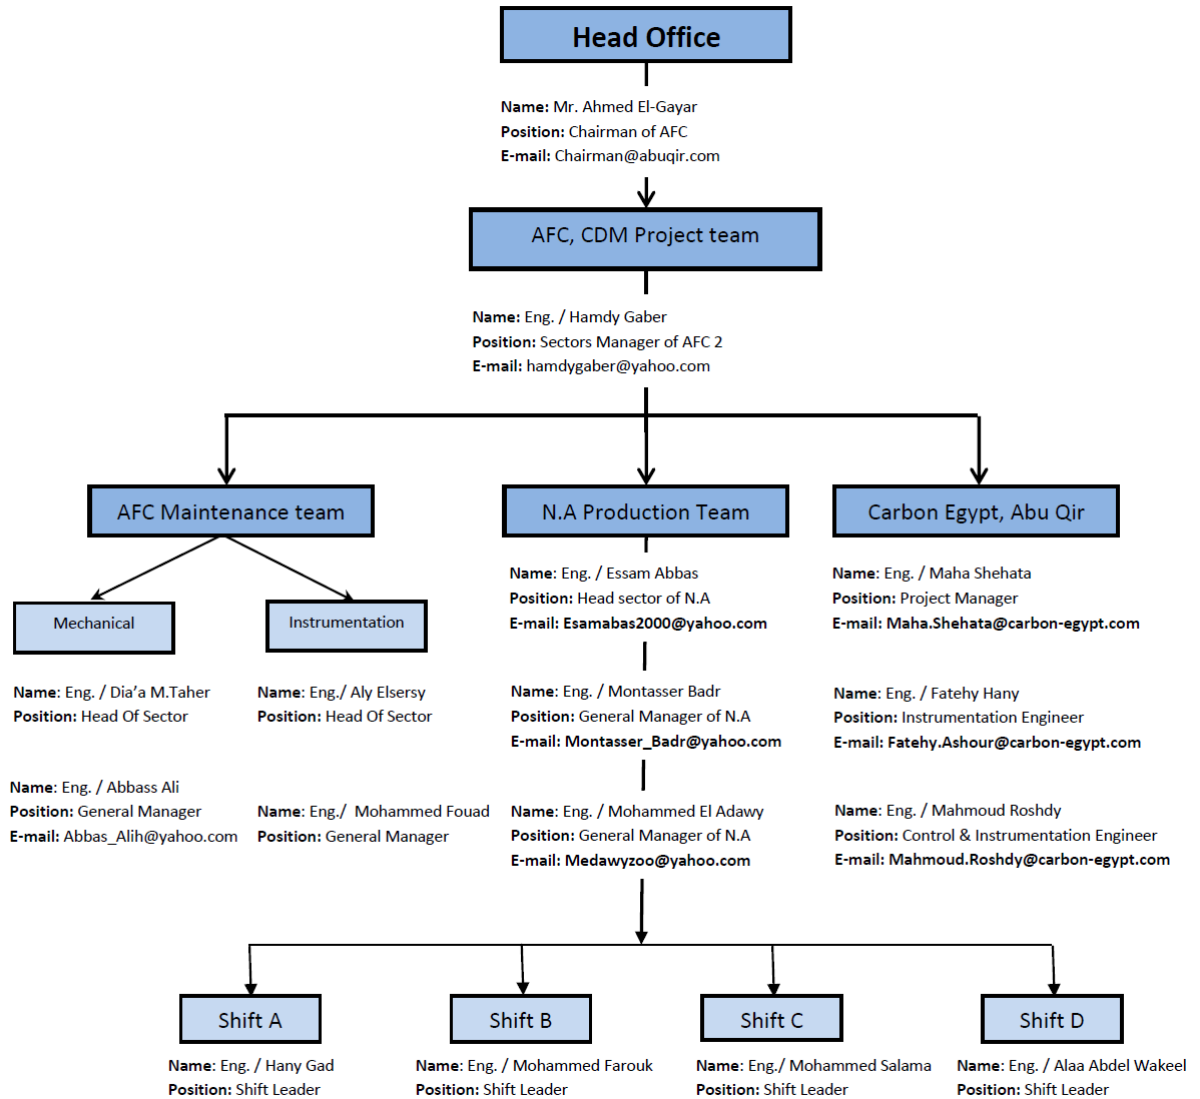 Head Office
Name: Mr. Ahmed El-Gayar
Position: Chairman of AFC
E-mail: Chairman@abuqir.com
AFC, CDM Project team
Name: Eng. / Hamdy Gaber
Position: Sectors Manager of AFC 2
E-mail: hamdygaber@yahoo.com
AFC Maintenance team
Mechanical
Name: Eng. / Dia'a M.Taher
Position: Head Of Sector
Name: Eng. / Abbass Ali
Position: General Manager
E-mail: Abbas_Alih@yahoo.com
Instrumentation
Name: Eng./ Aly Elsersy
Position: Head Of Sector
Name: Eng./ Mohammed Fouad
Position: General Manager
N.A Production Team
Name: Eng. / Essam Abbas
Position: Head sector of N.A
E-mail: Esamabas2000@yahoo.com
Name: Eng. / Montasser Badr
Position: General Manager of N.A
E-mail: Montasser_Badr@yahoo.com
Name: Eng. / Mohammed El Adawy
Position: General Manager of N.A
E-mail: Medawyzoo@yahoo.com
Carbon Egypt, Abu Qir
Name: Eng. / Maha Shehata
Position: Project Manager
E-mail: Maha.Shehata@carbon-egypt.com
Name: Eng. / Fatehy Hany
Position: Instrumentation Engineer
E-mail: Fatehy.Ashour@carbon-egypt.com
Name: Eng. / Mahmoud Roshdy
Position: Control & Instrumentation Engineer
E-mail: Mahmoud.Roshdy@carbon-egypt.com
Shift A
Name: Eng. / Hany Gad
Position: Shift Leader
Shift B
Name: Eng. / Mohammed Farouk
Position: Shift Leader
Shift C
Name: Eng./ Mohammed Salama
Position: Shift Leader
Shift D
Name: Eng. / Alaa Abdel Wakeel
Position: Shift Leader